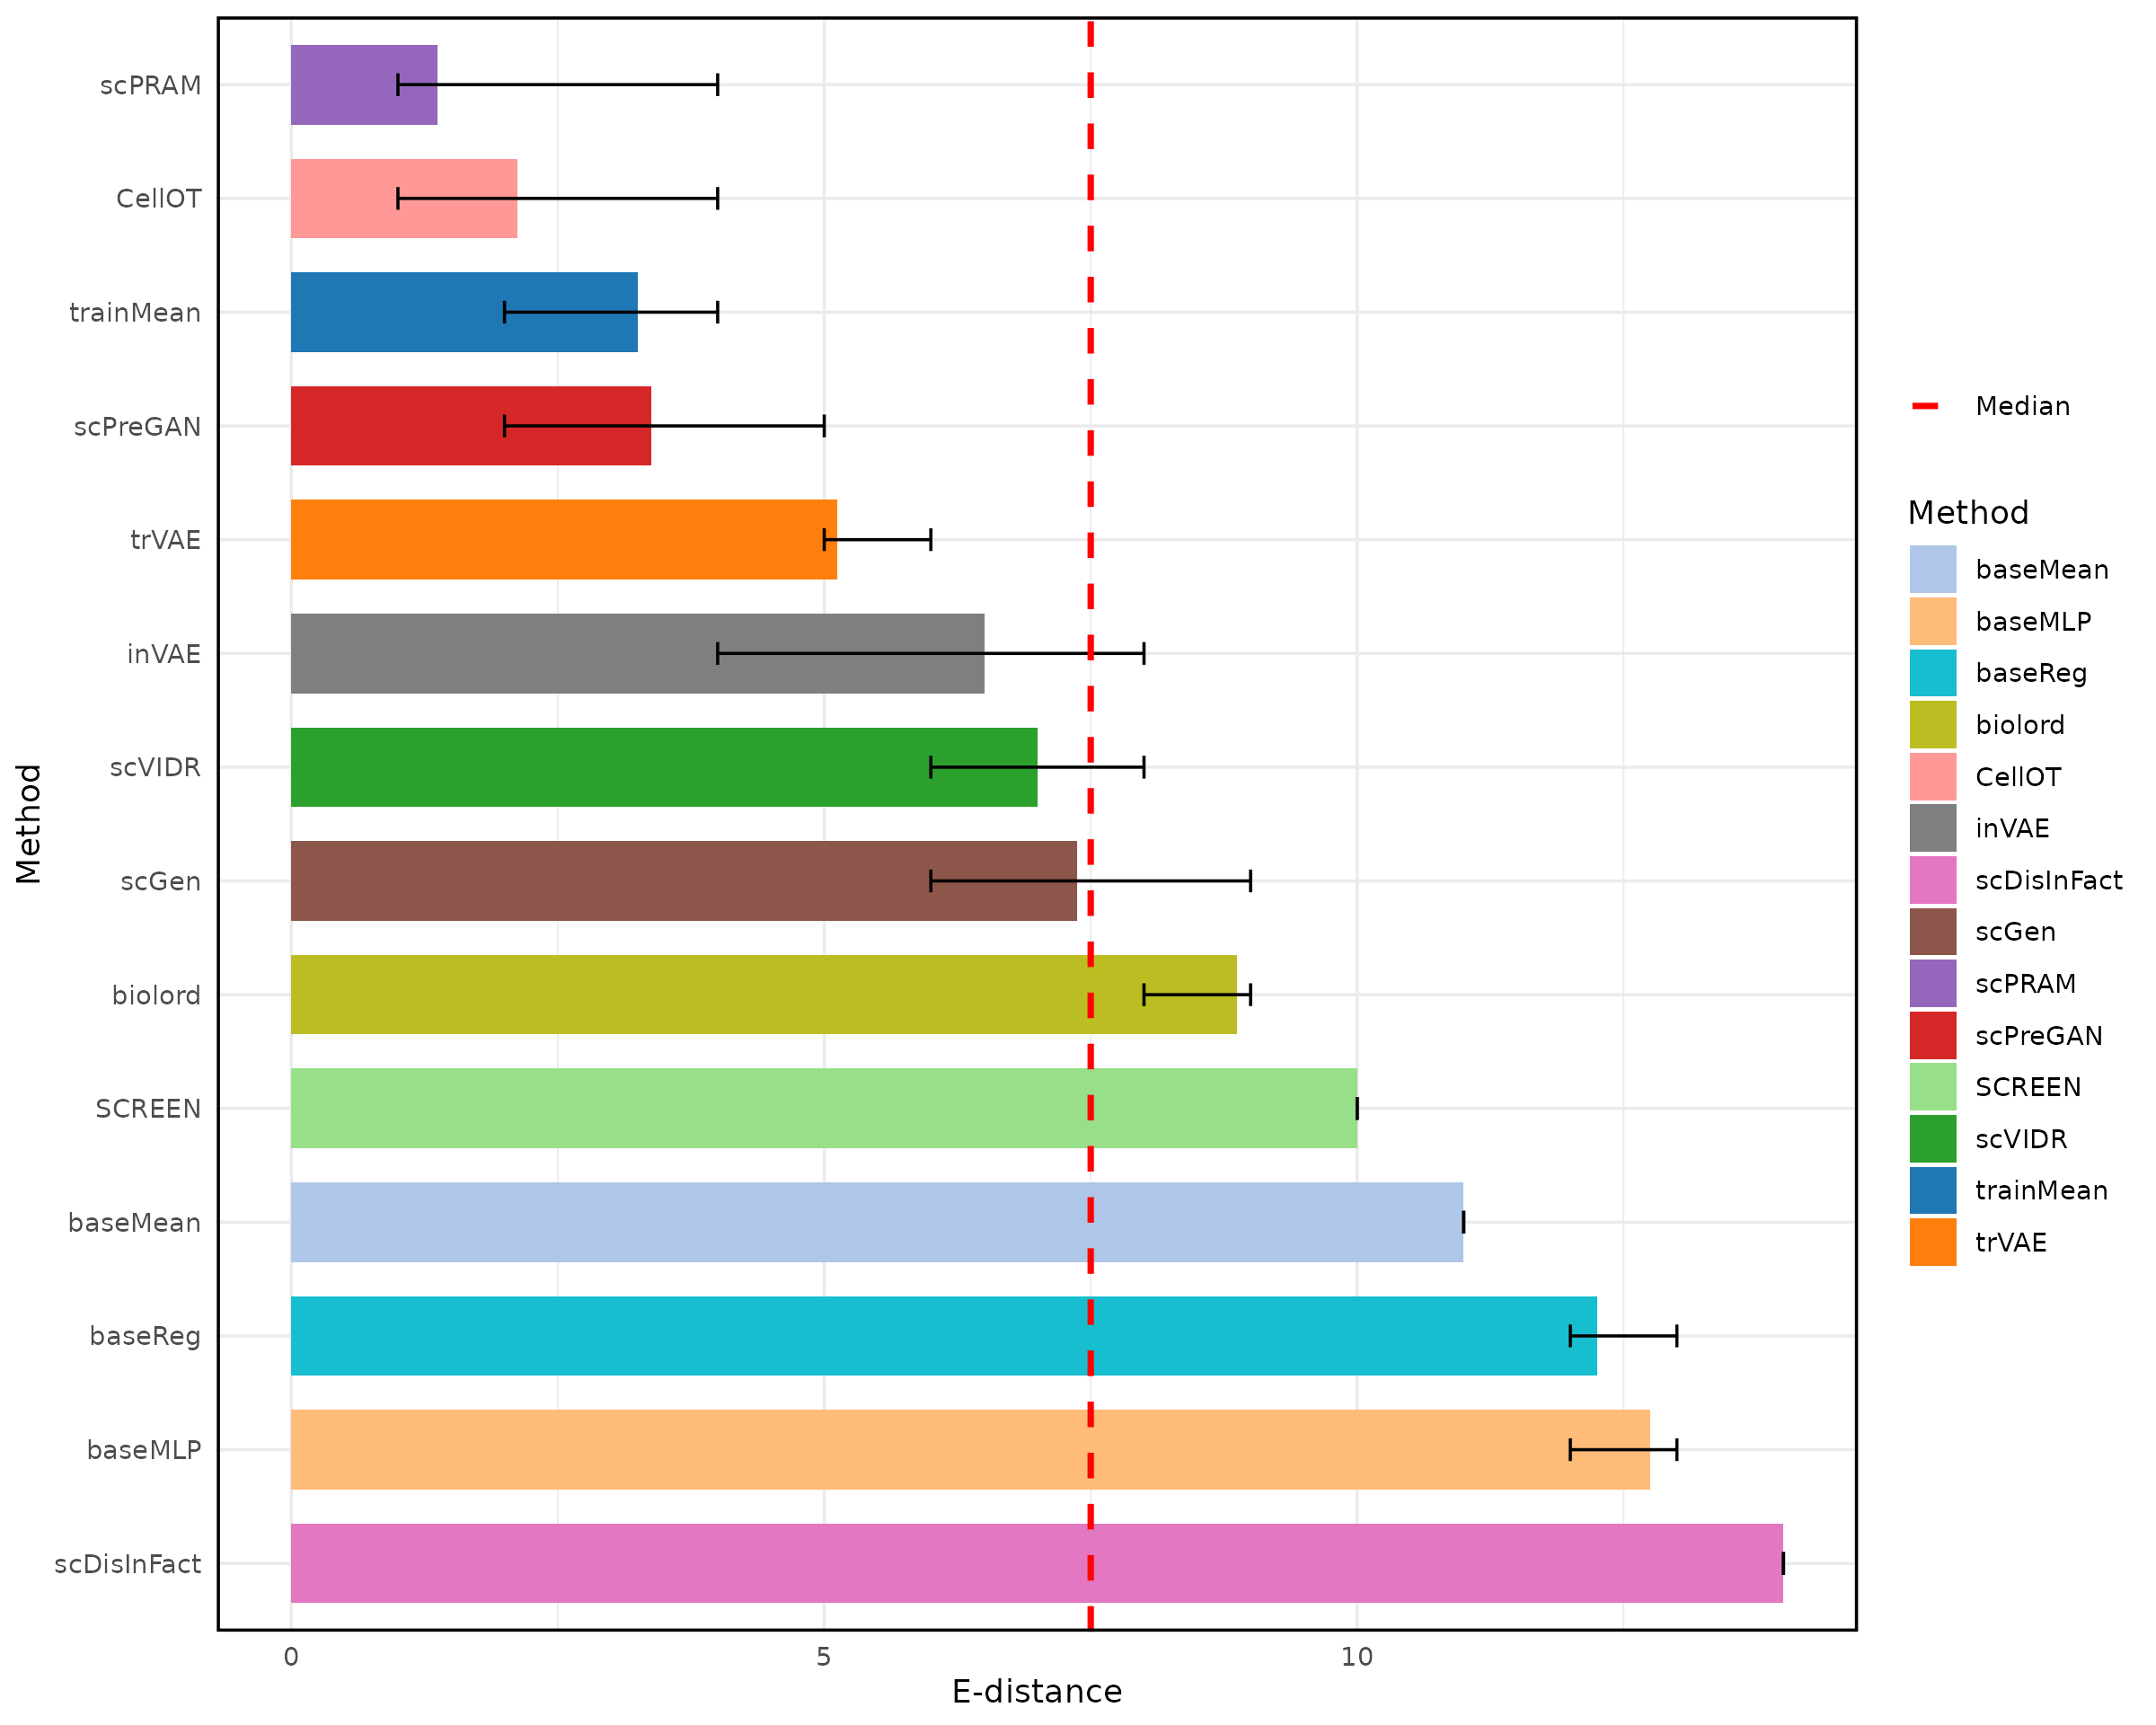 scPRAM
CellOT
trainMean
scPreGAN
trVAE
inVAE
scVIDR
scGen
biolord
SCREEN
baseMean
baseReg
baseMLP
scDisInFact
Method
0 5 10
E-distance
Median
Method
baseMean
baseMLP
baseReg
biolord
CellOT
inVAE
scDisInFact
scGen
scPRAM
scPreGAN
SCREEN
scVIDR
trainMean
trVAE